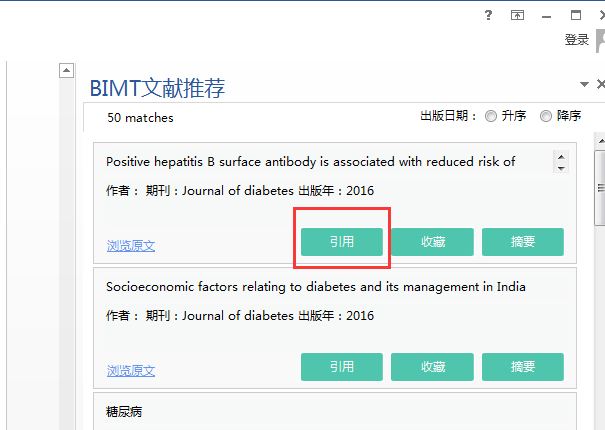 登录
BIMT文献推荐
50 matches 出版日期： 升序 降序
Positive hepatitis B surface antibody is associated with reduced risk of
作者： 期刊：Journal of diabetes 出版年：2016
浏览原文 引用 收藏 摘要
Socioeconomic factors relating to diabetes and its management in India
作者： 期刊：Journal of diabetes 出版年：2016
浏览原文 引用 收藏 摘要
糖尿病